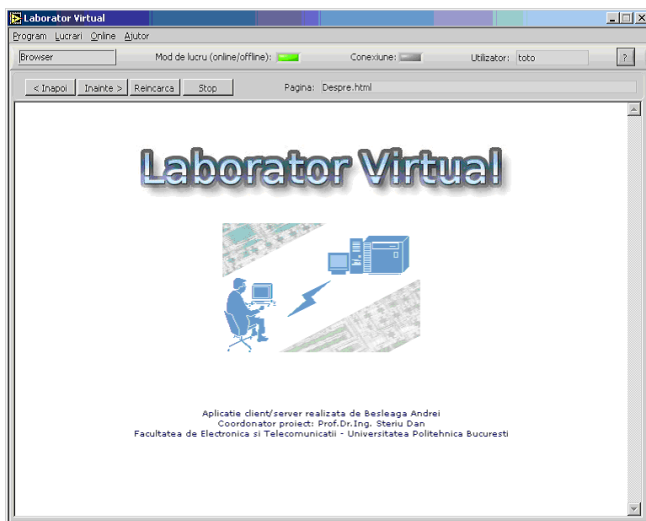 Laborator Virtual
Program Lucrari Online Ajutor
Browser Mod de lucru (online/offline): Conexiune: Utilizator: toto ?
< Inapoi Inainte > Reincarca Stop Pagina: Despre.html
Laborator Virtual
Aplicatie client/server realizata de Besleaga Andrei
Coordonator proiect: Prof.Dr.Ing. Steriu Dan
Facultatea de Electronica si Telecomunicatii - Universitatea Politehnica Bucuresti